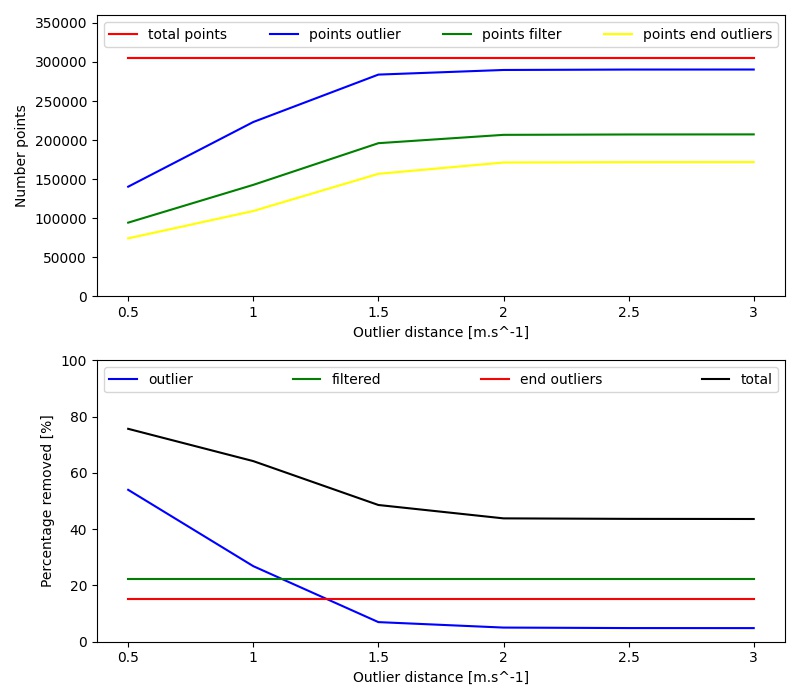 350000
300000
250000
200000
150000
100000
50000
0
Number points
total points points outlier points filter points end outliers
0.5 1 1.5 2 2.5 3
Outlier distance [m.s^-1]
100
80
60
40
20
0
Percentage removed [%]
outlier filtered end outliers total
0.5 1 1.5 2 2.5 3
Outlier distance [m.s^-1]